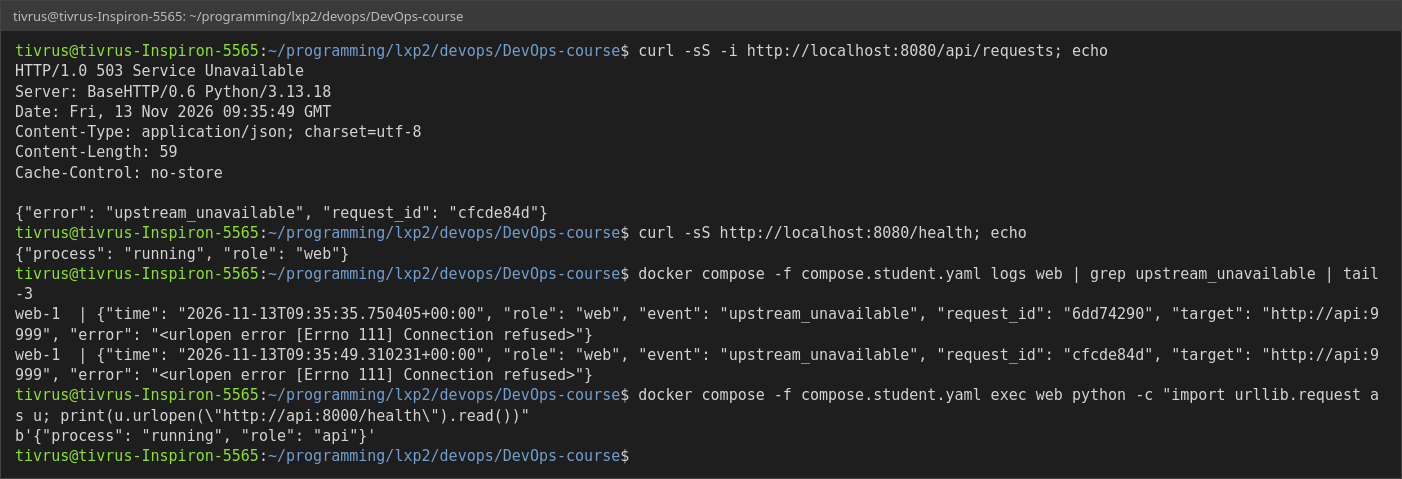 tivrus@tivrus-Inspiron-5565: ~/programming/lxp2/devops/DevOps-course
tivrus@tivrus-Inspiron-5565:~/programming/lxp2/devops/DevOps-course$ curl -sS -i http://localhost:8080/api/requests; echo
HTTP/1.0 503 Service Unavailable
Server: BaseHTTP/0.6 Python/3.13.18
Date: Fri, 13 Nov 2026 09:35:49 GMT
Content-Type: application/json; charset=utf-8
Content-Length: 59
Cache-Control: no-store

{"error": "upstream_unavailable", "request_id": "cfcde84d"}
tivrus@tivrus-Inspiron-5565:~/programming/lxp2/devops/DevOps-course$ curl -sS http://localhost:8080/health; echo
{"process": "running", "role": "web"}
tivrus@tivrus-Inspiron-5565:~/programming/lxp2/devops/DevOps-course$ docker compose -f compose.student.yaml logs web | grep upstream_unavailable | tail
-3
web-1  | {"time": "2026-11-13T09:35:35.750405+00:00", "role": "web", "event": "upstream_unavailable", "request_id": "6dd74290", "target": "http://api:9
999", "error": "<urlopen error [Errno 111] Connection refused>"}
web-1  | {"time": "2026-11-13T09:35:49.310231+00:00", "role": "web", "event": "upstream_unavailable", "request_id": "cfcde84d", "target": "http://api:9
999", "error": "<urlopen error [Errno 111] Connection refused>"}
tivrus@tivrus-Inspiron-5565:~/programming/lxp2/devops/DevOps-course$ docker compose -f compose.student.yaml exec web python -c "import urllib.request a
s u; print(u.urlopen(\"http://api:8000/health\").read())"
b'{"process": "running", "role": "api"}'
tivrus@tivrus-Inspiron-5565:~/programming/lxp2/devops/DevOps-course$